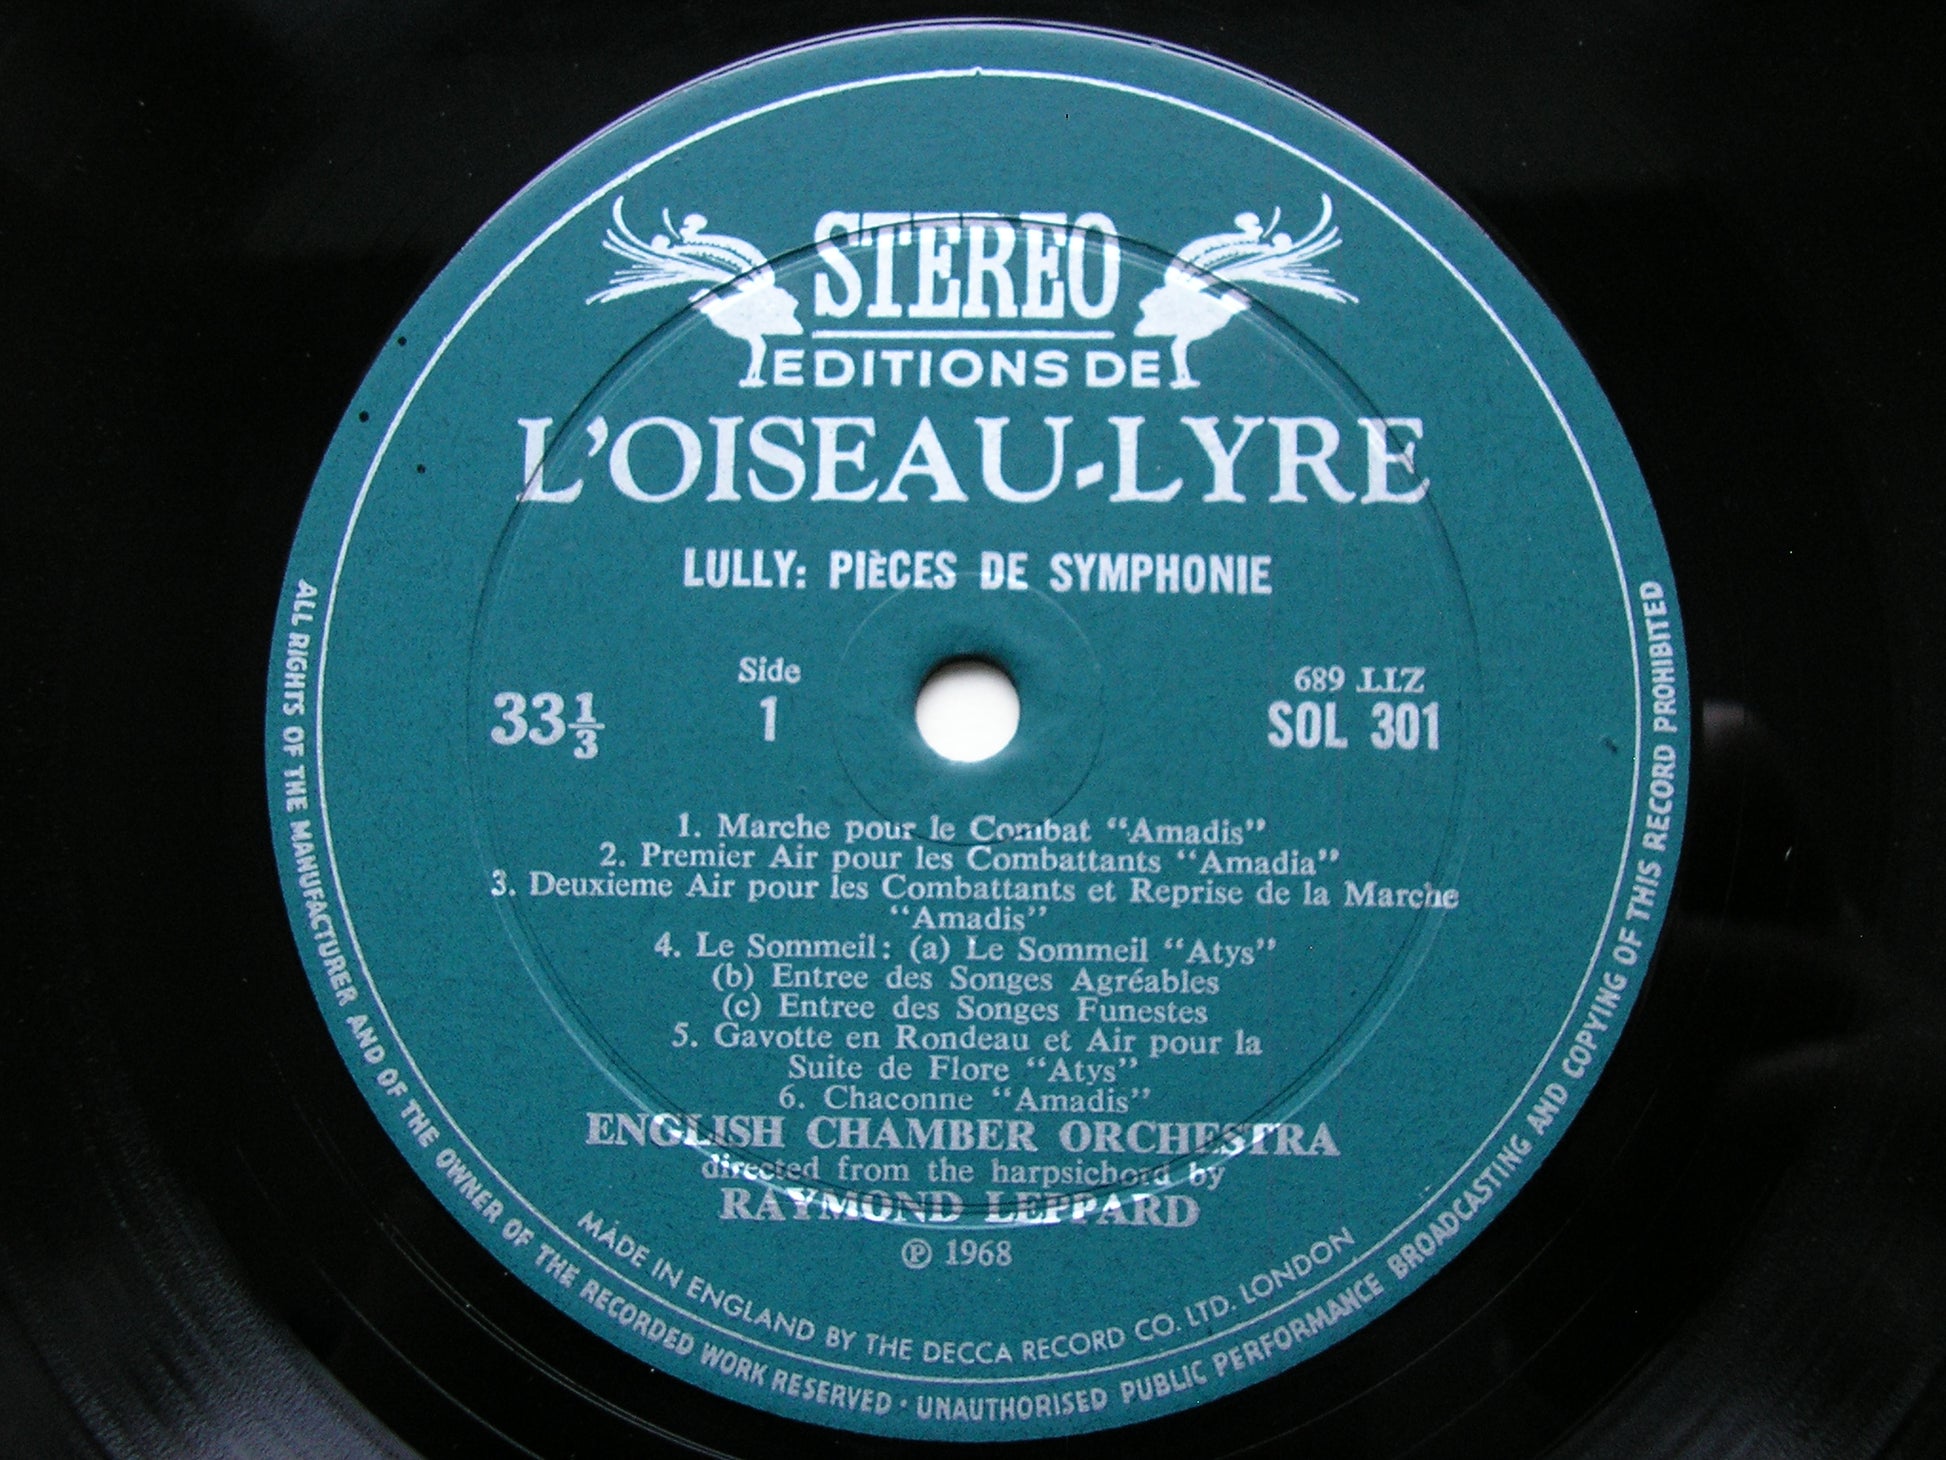 STEREO
EDITIONS DE
L'OISEAU-LYRE
LULLY: PIÈCES DE SYMPHONIE
33⅓
Side
1
ZTT 689
SOL 301
1. Marche pour le Combat “Amadis”
2. Premier Air pour les Combattants “Amadia”
3. Deuxieme Air pour les Combattants et Reprise de la Marche
“Amadis”
4. Le Sommeil: (a) Le Sommeil “Atys”
(b) Entree des Songes Agréables
(c) Entree des Songes Funestes
5. Gavotte en Rondeau et Air pour la
Suite de Flore “Atys”
6. Chaconne “Amadis”
ENGLISH CHAMBER ORCHESTRA
directed from the harpsichord by
RAYMOND LEPPARD
℗ 1968
MADE IN ENGLAND BY THE DECCA RECORD CO. LTD. LONDON
ALL RIGHTS OF THE MANUFACTURER AND OF THE OWNER OF THE RECORDED WORK RESERVED · UNAUTHORISED PUBLIC PERFORMANCE BROADCASTING AND COPYING OF THIS RECORD PROHIBITED